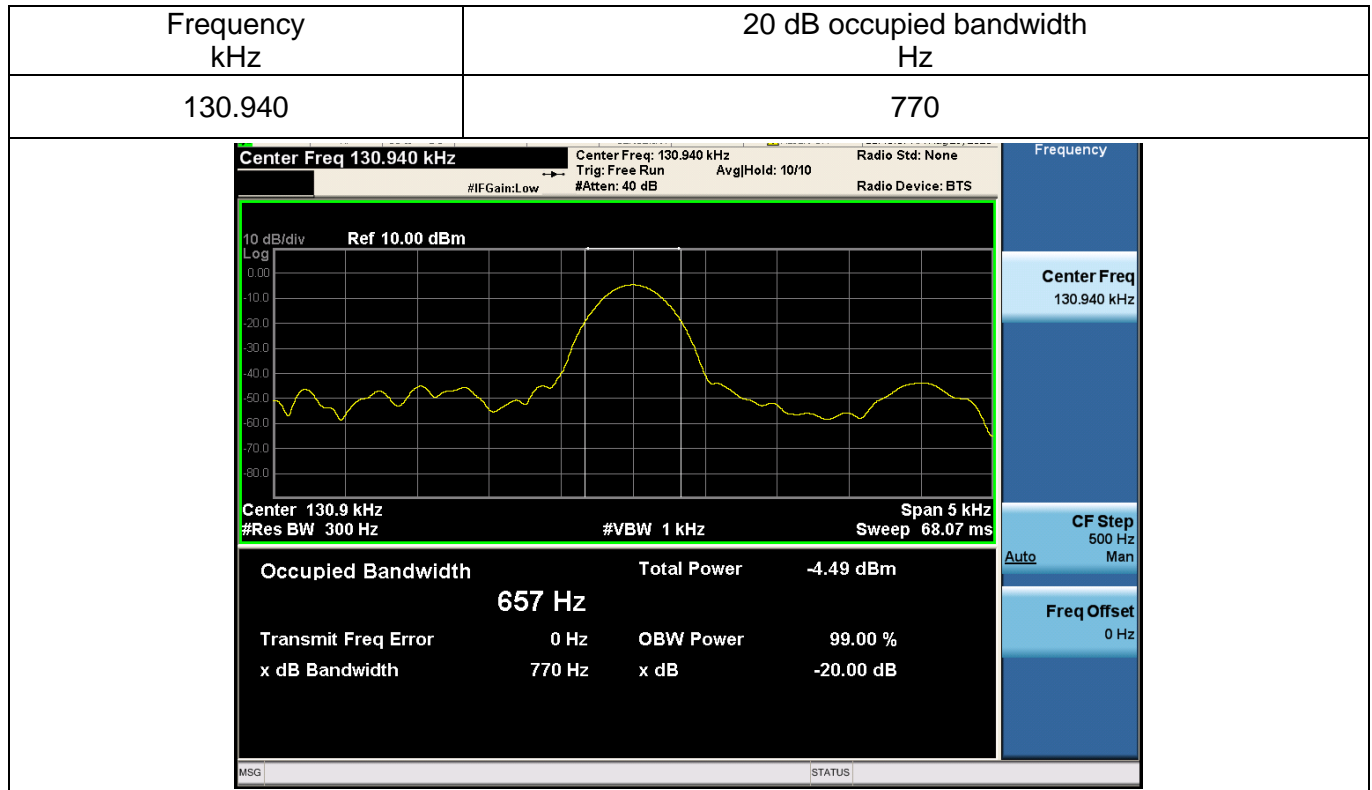 Frequency
kHz
20 dB occupied bandwidth
Hz
130.940
770
Center Freq 130.940 kHz
#IFGain:Low
Center Freq: 130.940 kHz
Trig: Free Run
Avg|Hold: 10/10
#Atten: 40 dB
Radio Std: None
Radio Device: BTS
Frequency
10 dB/div
Ref 10.00 dBm
Log
0.00
-10.0
-20.0
-30.0
-40.0
-50.0
-60.0
-70.0
-80.0
Center 130.9 kHz
Span 5 kHz
#Res BW 300 Hz
#VBW 1 kHz
Sweep 68.07 ms
Center Freq
130.940 kHz
CF Step
500 Hz
Auto Man
Freq Offset
0 Hz
Occupied Bandwidth
657 Hz
Total Power -4.49 dBm
Transmit Freq Error 0 Hz
OBW Power 99.00 %
x dB Bandwidth 770 Hz
x dB -20.00 dB
MSG
STATUS